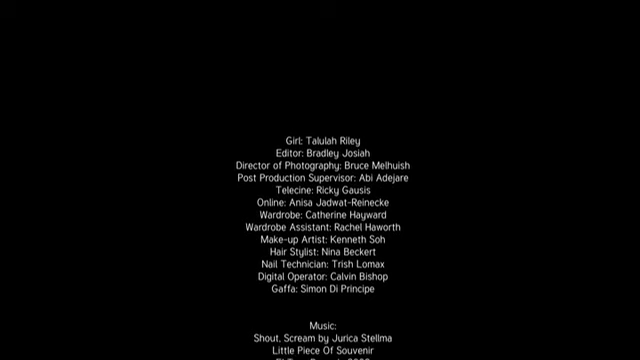 Girl: Talulah Riley
Editor: Bradley Josiah
Director of Photography: Bruce Melhuish
Post Production Supervisor: Abi Adejare
Telecine: Ricky Gausis
Online: Anisa Jadwat-Reinecke
Wardrobe: Catherine Hayward
Wardrobe Assistant: Rachel Haworth
Make-up Artist: Kenneth Soh
Hair Stylist: Nina Beckert
Nail Technician: Trish Lomax
Digital Operator: Calvin Bishop
Gaffa: Simon Di Principe
Music:
Shout, Scream by Jurica Stellma
Little Piece Of Souvenir